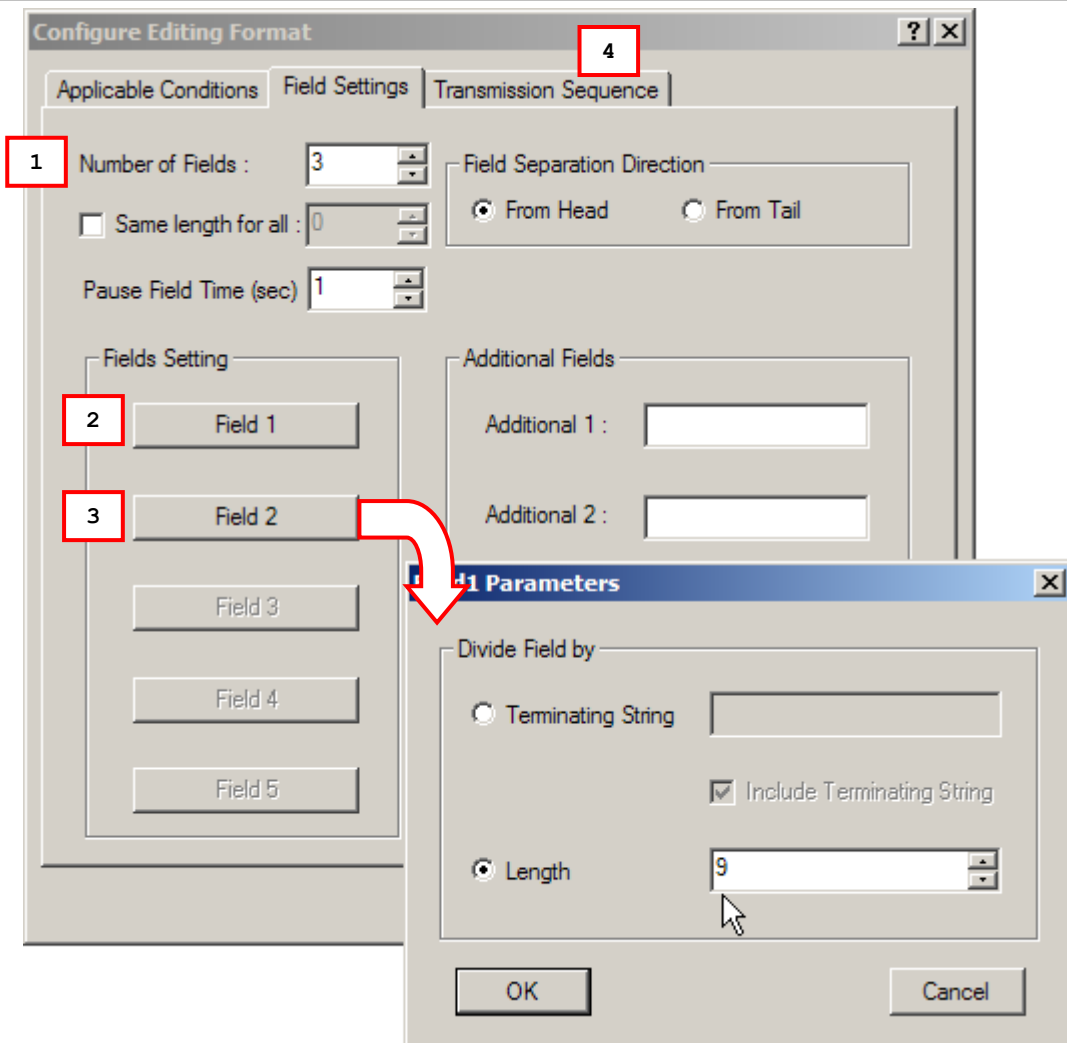 Configure Editing Format
4
Applicable Conditions Field Settings Transmission Sequence
1 Number of Fields : 3
Field Separation Direction
Same length for all : 0
From Head From Tail
Pause Field Time (sec) 1
Fields Setting
2 Field 1
3 Field 2
Field 3
Field 4
Field 5
Additional Fields
Additional 1 :
Additional 2 :
Parameters
Divide Field by
Terminating String
Include Terminating String
Length 9
OK Cancel